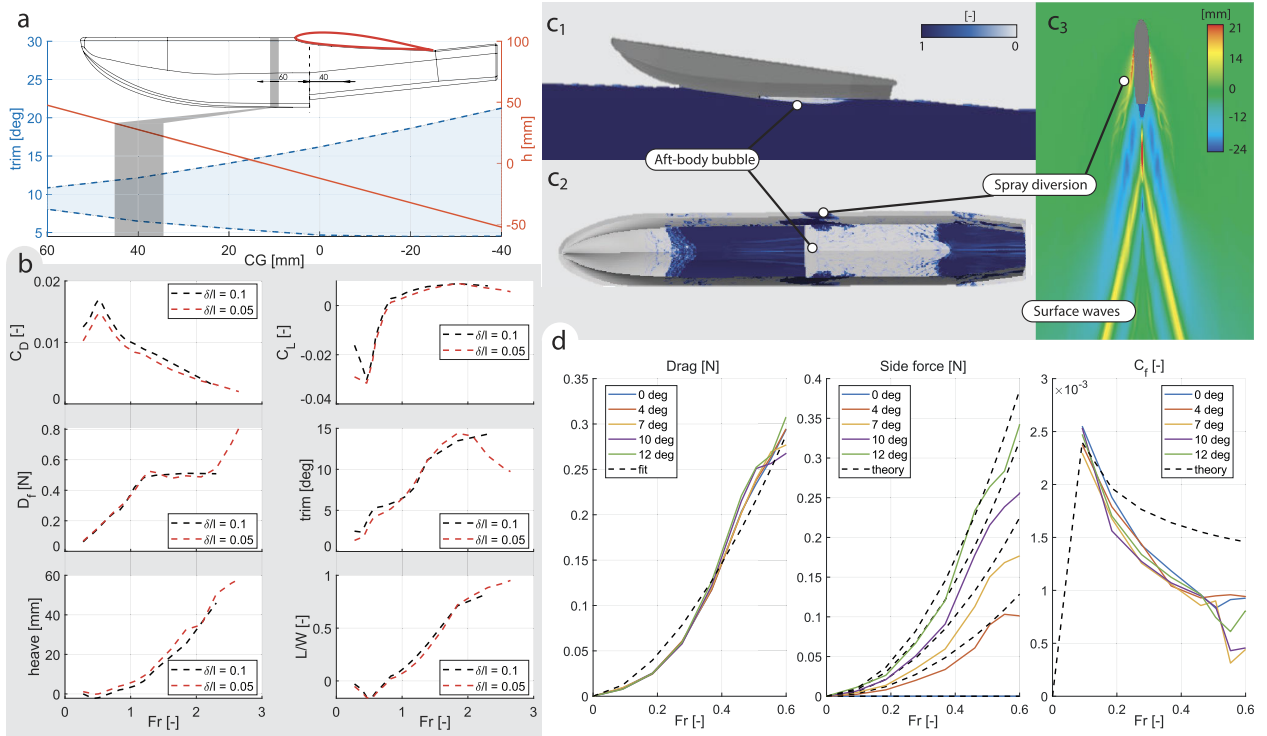 a
30
25
20
15
10
5
trim [deg]
60
40
20
0
-20
-40
CG [mm]
100
50
0
-50
h [mm]
60
40
b
0.02
0.01
0
C_D [-]
δ/l = 0.1
δ/l = 0.05
0
-0.02
-0.04
C_L [-]
δ/l = 0.1
δ/l = 0.05
0.8
0.6
0.4
0.2
0
D_f [N]
δ/l = 0.1
δ/l = 0.05
15
10
5
0
trim [deg]
δ/l = 0.1
δ/l = 0.05
60
40
20
0
heave [mm]
δ/l = 0.1
δ/l = 0.05
0
1
2
3
Fr [-]
1
0.5
0
L/W [-]
δ/l = 0.1
δ/l = 0.05
0
1
2
3
Fr [-]
c1
[-]
1
0
Aft-body bubble
c2
Spray diversion
Surface waves
c3
[mm]
21
14
0
-12
-24
d
Drag [N]
0.35
0.3
0.25
0.2
0.15
0.1
0.05
0
0 deg
4 deg
7 deg
10 deg
12 deg
fit
0
0.2
0.4
0.6
Fr [-]
Side force [N]
0.4
0.35
0.3
0.25
0.2
0.15
0.1
0.05
0
0 deg
4 deg
7 deg
10 deg
12 deg
theory
0
0.2
0.4
0.6
Fr [-]
C_f [-]
×10⁻³
3
2.5
2
1.5
1
0.5
0
0 deg
4 deg
7 deg
10 deg
12 deg
theory
0
0.2
0.4
0.6
Fr [-]